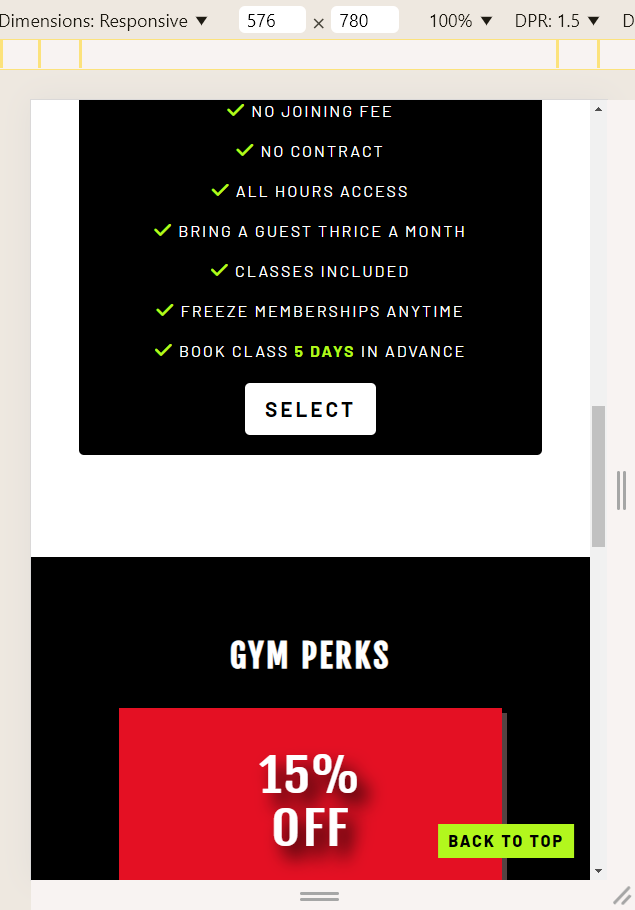 Dimensions: Responsive ▼ 576 × 780 100% ▼ DPR: 1.5 ▼ D
NO JOINING FEE
NO CONTRACT
ALL HOURS ACCESS
BRING A GUEST THRICE A MONTH
CLASSES INCLUDED
FREEZE MEMBERSHIPS ANYTIME
BOOK CLASS 5 DAYS IN ADVANCE
SELECT
GYM PERKS
15%
OFF
BACK TO TOP